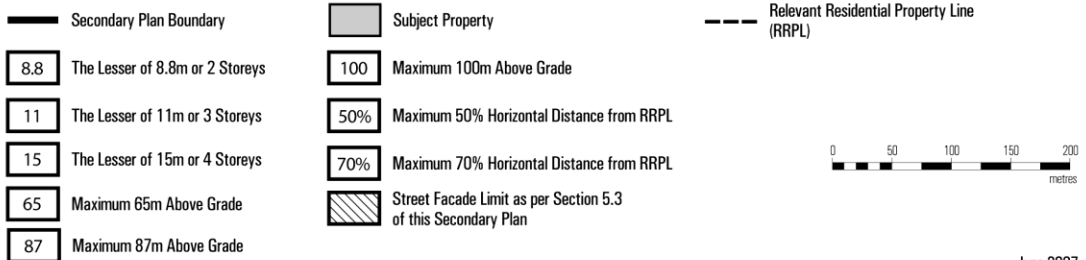 Secondary Plan Boundary
8.8 The Lesser of 8.8m or 2 Storeys
11 The Lesser of 11m or 3 Storeys
15 The Lesser of 15m or 4 Storeys
65 Maximum 65m Above Grade
87 Maximum 87m Above Grade
Subject Property
100 Maximum 100m Above Grade
50% Maximum 50% Horizontal Distance from RRPL
70% Maximum 70% Horizontal Distance from RRPL
Street Facade Limit as per Section 5.3
of this Secondary Plan
Relevant Residential Property Line
(RRPL)
0 50 100 150 200
metres